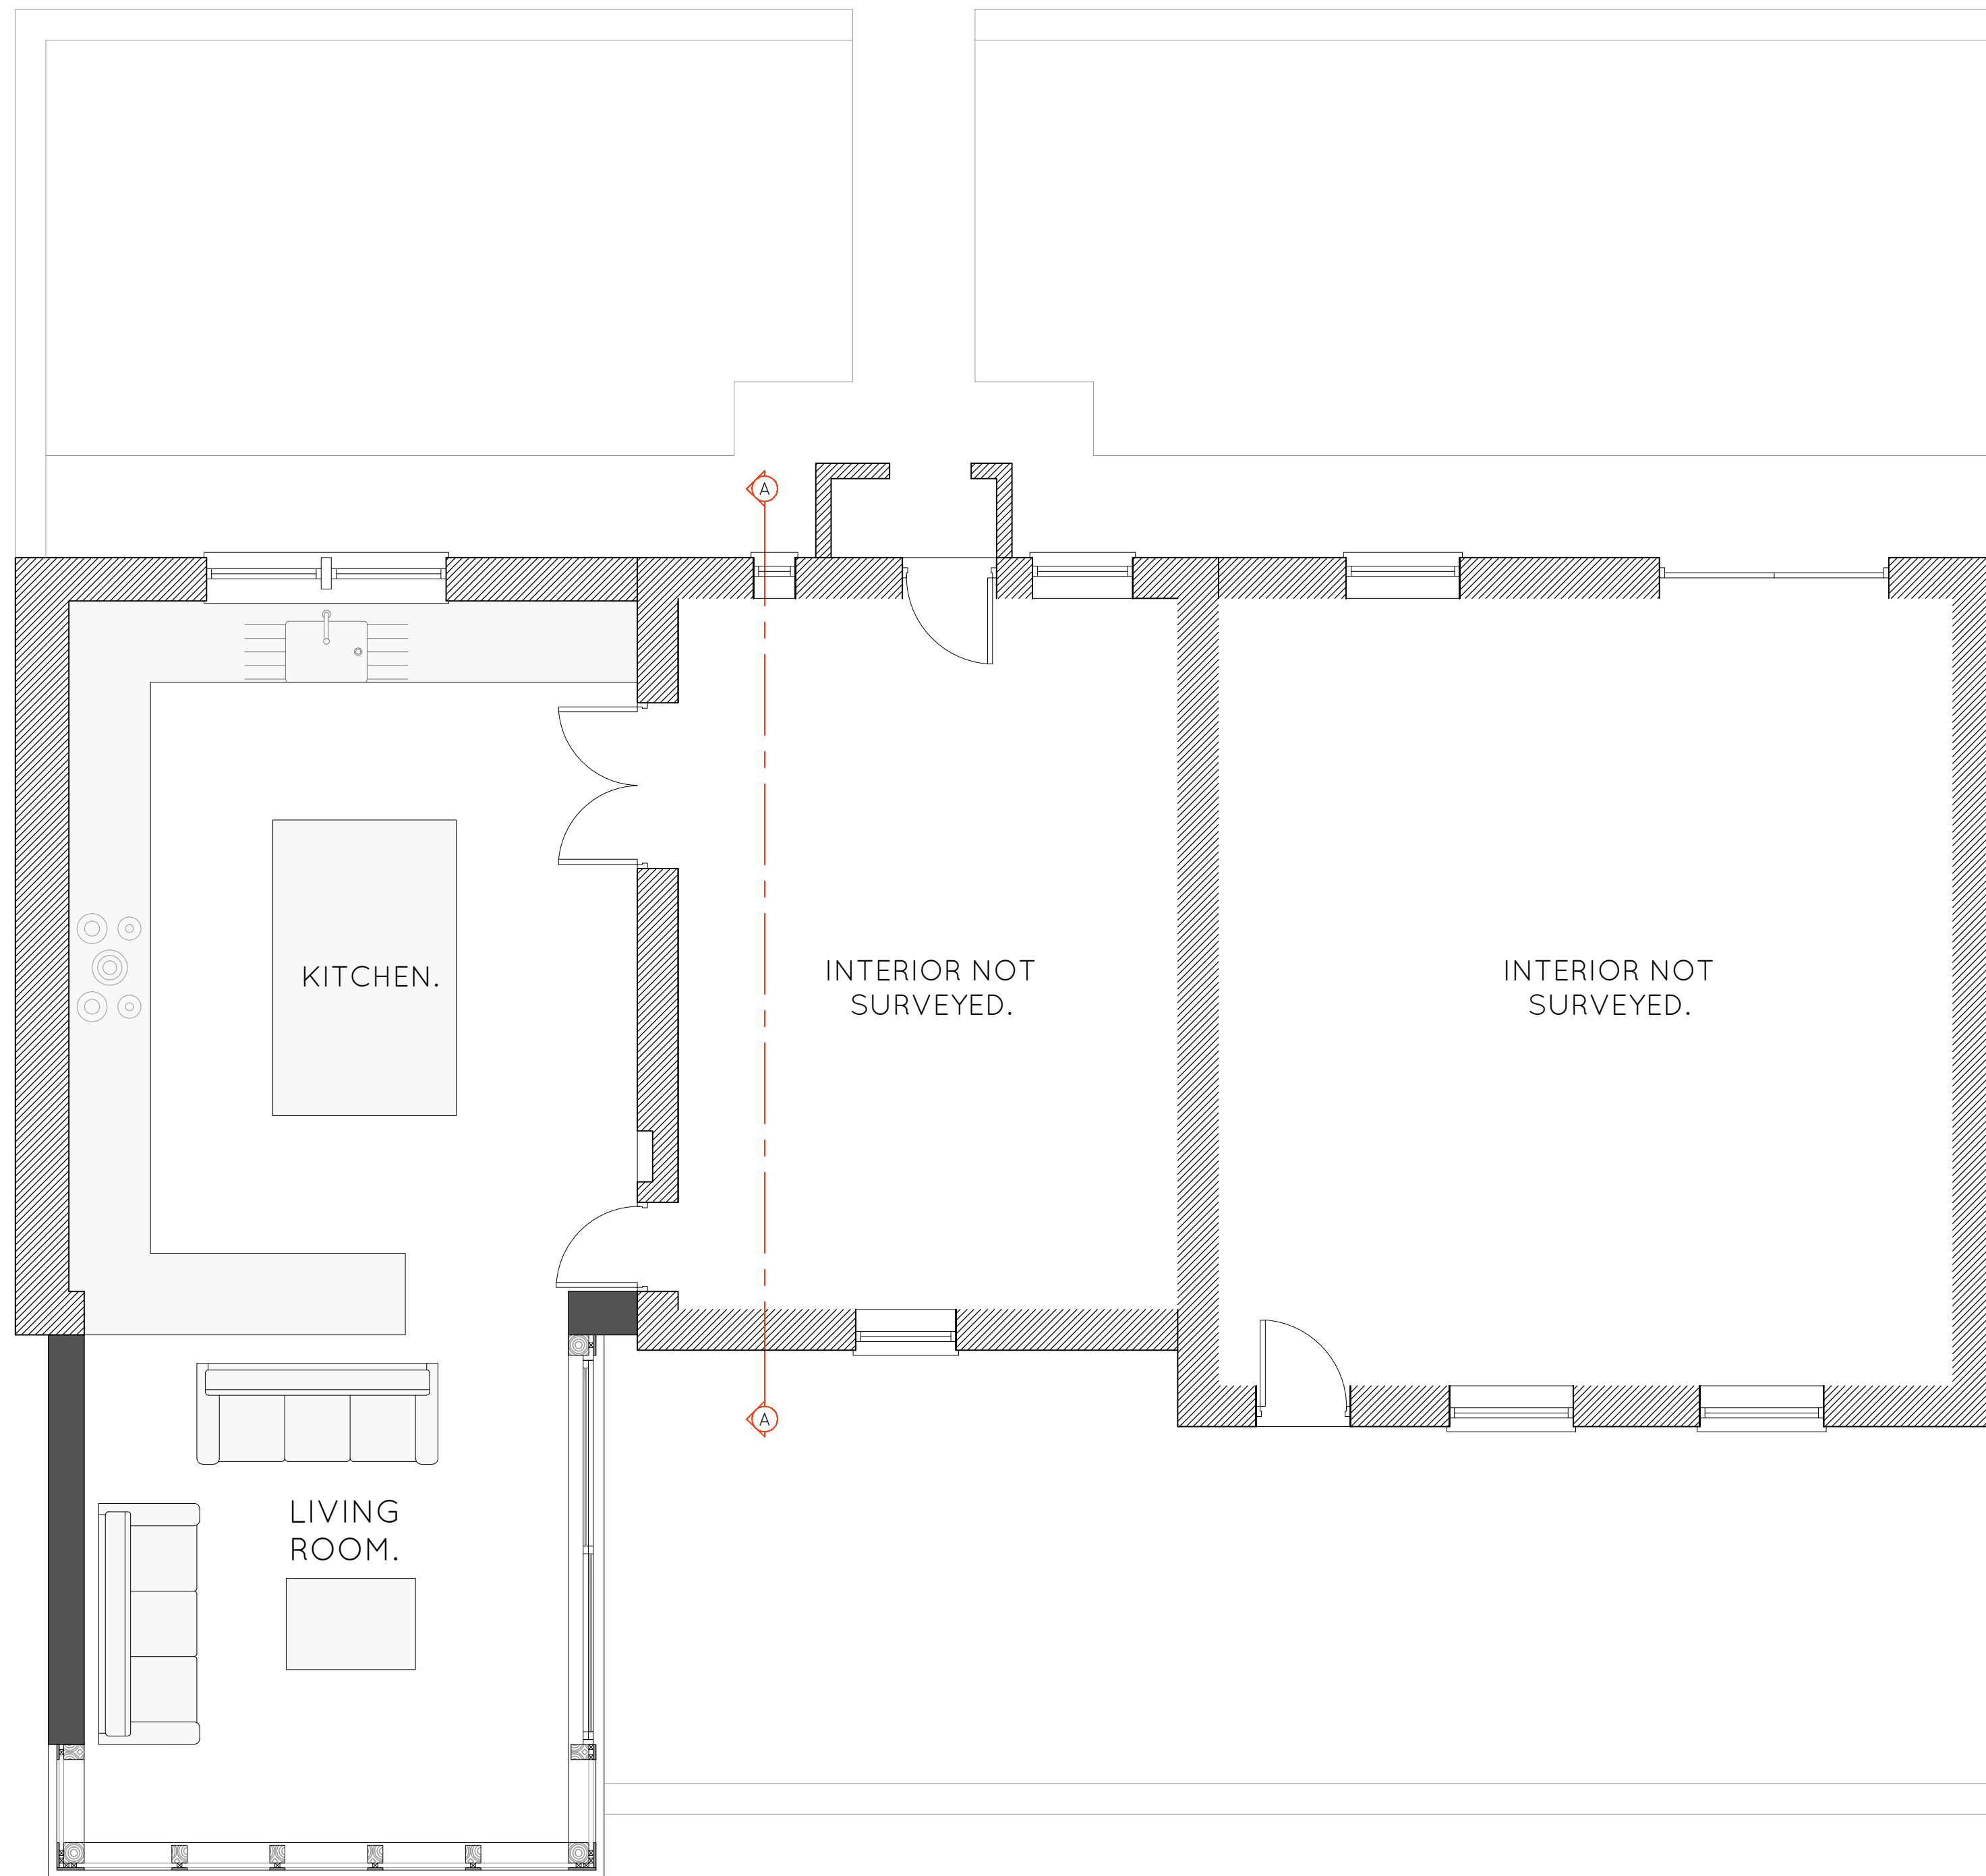 A
KITCHEN.
INTERIOR NOT
SURVEYED.
INTERIOR NOT
SURVEYED.
A
LIVING
ROOM.